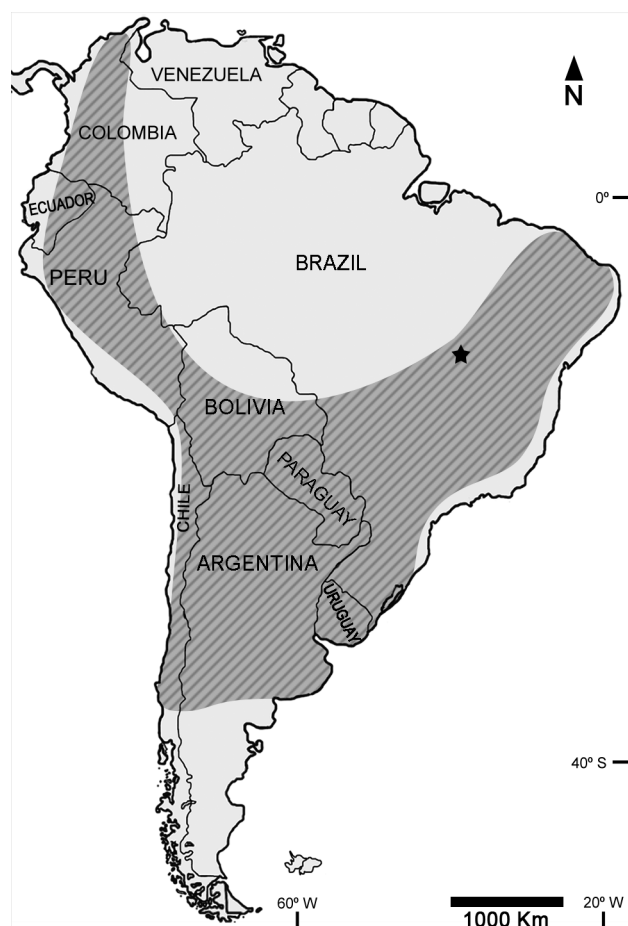 VENEZUELA
N
COLOMBIA
0º
ECUADOR
BRAZIL
PERU
BOLIVIA
PARAGUAY
CHILE
ARGENTINA
URUGUAY
40º S
60º W
20º W
1000 Km